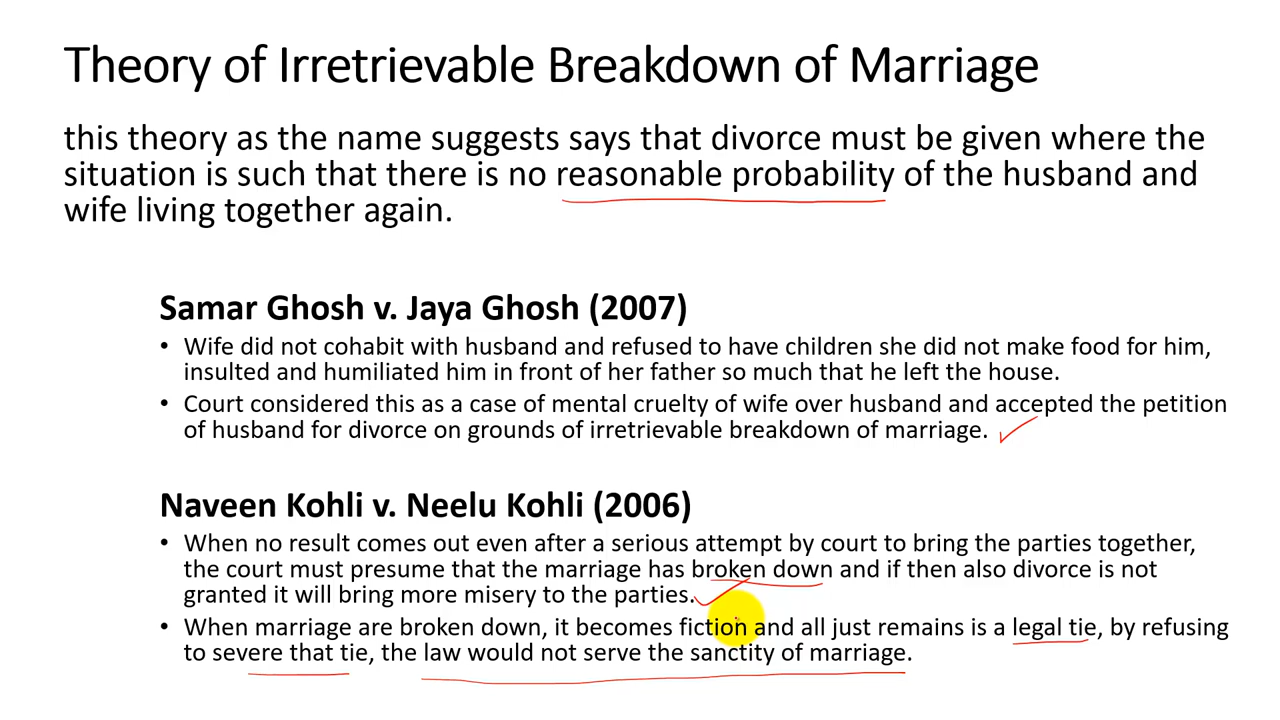 Theory of Irretrievable Breakdown of Marriage
this theory as the name suggests says that divorce must be given where the
situation is such that there is no reasonable probability of the husband and
wife living together again.
Samar Ghosh v. Jaya Ghosh (2007)
• Wife did not cohabit with husband and refused to have children she did not make food for him,
insulted and humiliated him in front of her father so much that he left the house.
• Court considered this as a case of mental cruelty of wife over husband and accepted the petition
of husband for divorce on grounds of irretrievable breakdown of marriage.
Naveen Kohli v. Neelu Kohli (2006)
• When no result comes out even after a serious attempt by court to bring the parties together,
the court must presume that the marriage has broken down and if then also divorce is not
granted it will bring more misery to the parties.
• When marriage are broken down, it becomes fiction and all just remains is a legal tie, by refusing
to severe that tie, the law would not serve the sanctity of marriage.